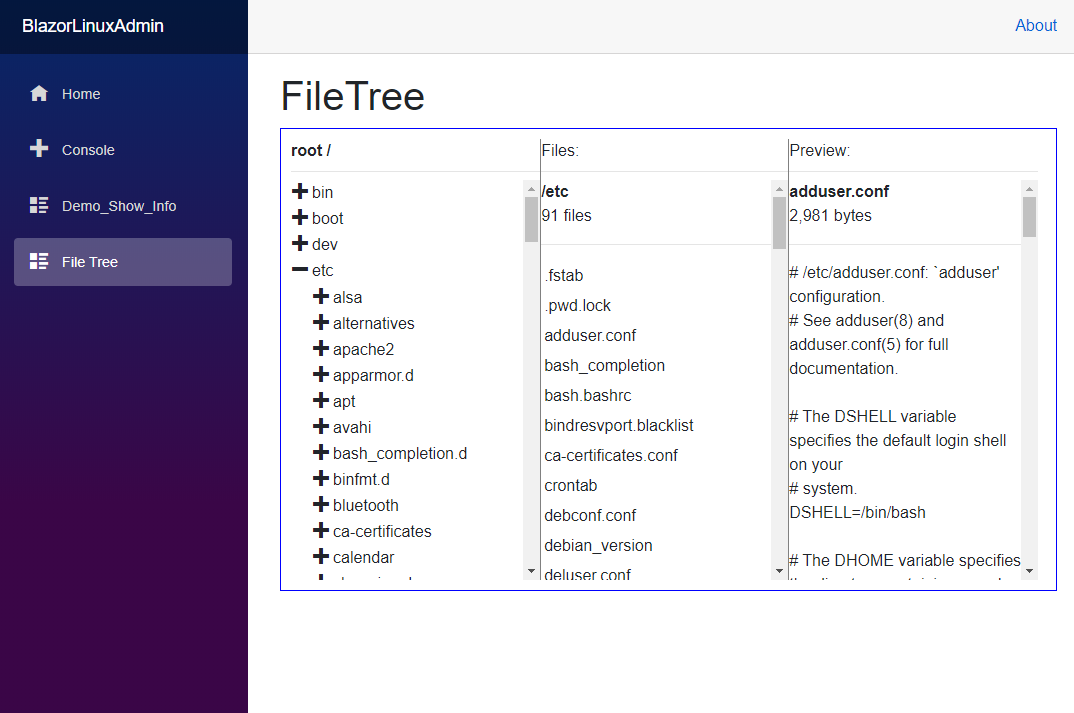 BlazorLinuxAdmin
About
Home
Console
Demo_Show_Info
File Tree
FileTree
root /
bin
boot
dev
etc
alsa
alternatives
apache2
apparmor.d
apt
avahi
bash_completion.d
binfmt.d
bluetooth
ca-certificates
calendar
Files:
/etc
91 files
.fstab
.pwd.lock
adduser.conf
bash_completion
bash.bashrc
bindresvport.blacklist
ca-certificates.conf
crontab
debconf.conf
debian_version
deluser.conf
Preview:
adduser.conf
2,981 bytes
# /etc/adduser.conf: `adduser'
configuration.
# See adduser(8) and
adduser.conf(5) for full
documentation.
# The DSHELL variable
specifies the default login shell
on your
# system.
DSHELL=/bin/bash
# The DHOME variable specifies